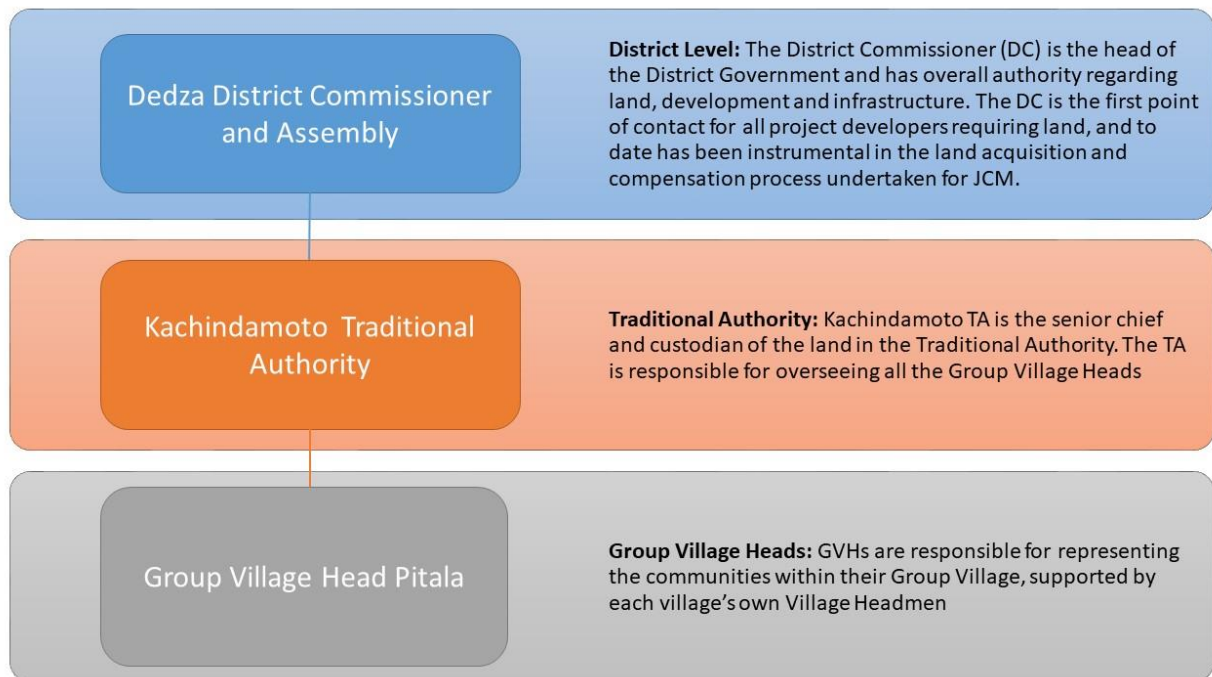 Dedza District Commissioner
and Assembly
District Level: The District Commissioner (DC) is the head of
the District Government and has overall authority regarding
land, development and infrastructure. The DC is the first point
of contact for all project developers requiring land, and to
date has been instrumental in the land acquisition and
compensation process undertaken for JCM.
Kachindamoto Traditional
Authority
Traditional Authority: Kachindamoto TA is the senior chief
and custodian of the land in the Traditional Authority. The TA
is responsible for overseeing all the Group Village Heads
Group Village Head Pitala
Group Village Heads: GVHs are responsible for representing
the communities within their Group Village, supported by
each village's own Village Headmen